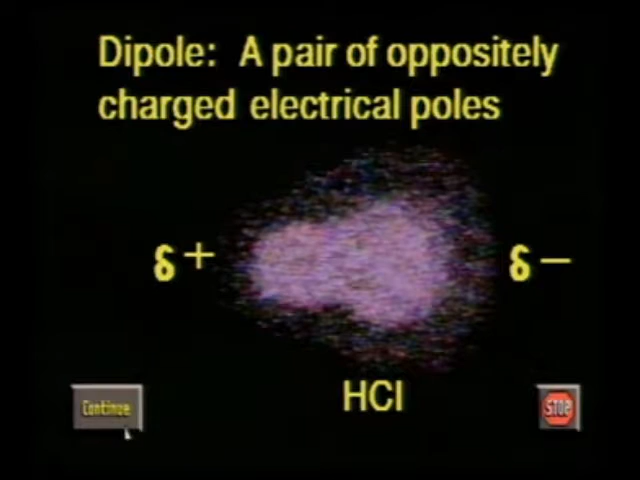 Dipole: A pair of oppositely
charged electrical poles
δ+ δ−
HCl
Continue STOP